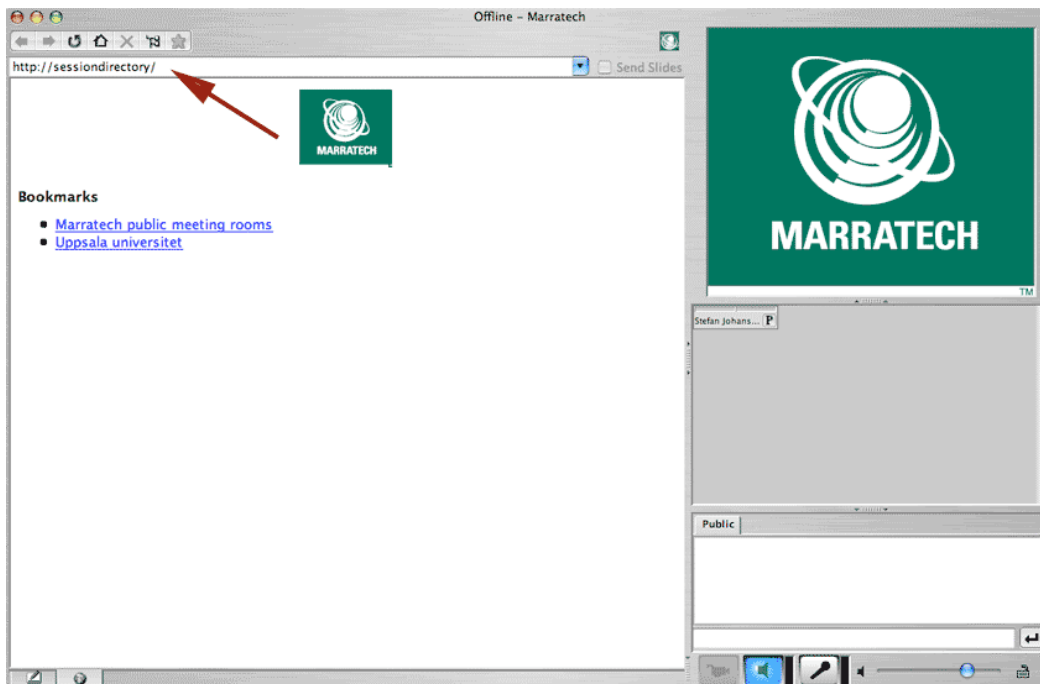 Offline – Marratech
http://sessiondirectory/
Send Slides
MARRATECH
Bookmarks
Marratech public meeting rooms
Uppsala universitet
MARRATECH
TM
Stefan Johans... P
Public